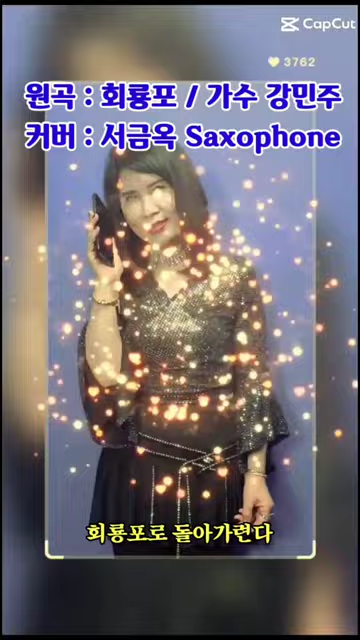 CapCut
3762
원곡 : 회룡포 / 가수 강민주
커버 : 서금옥 Saxophone
회룡포로 돌아가련다